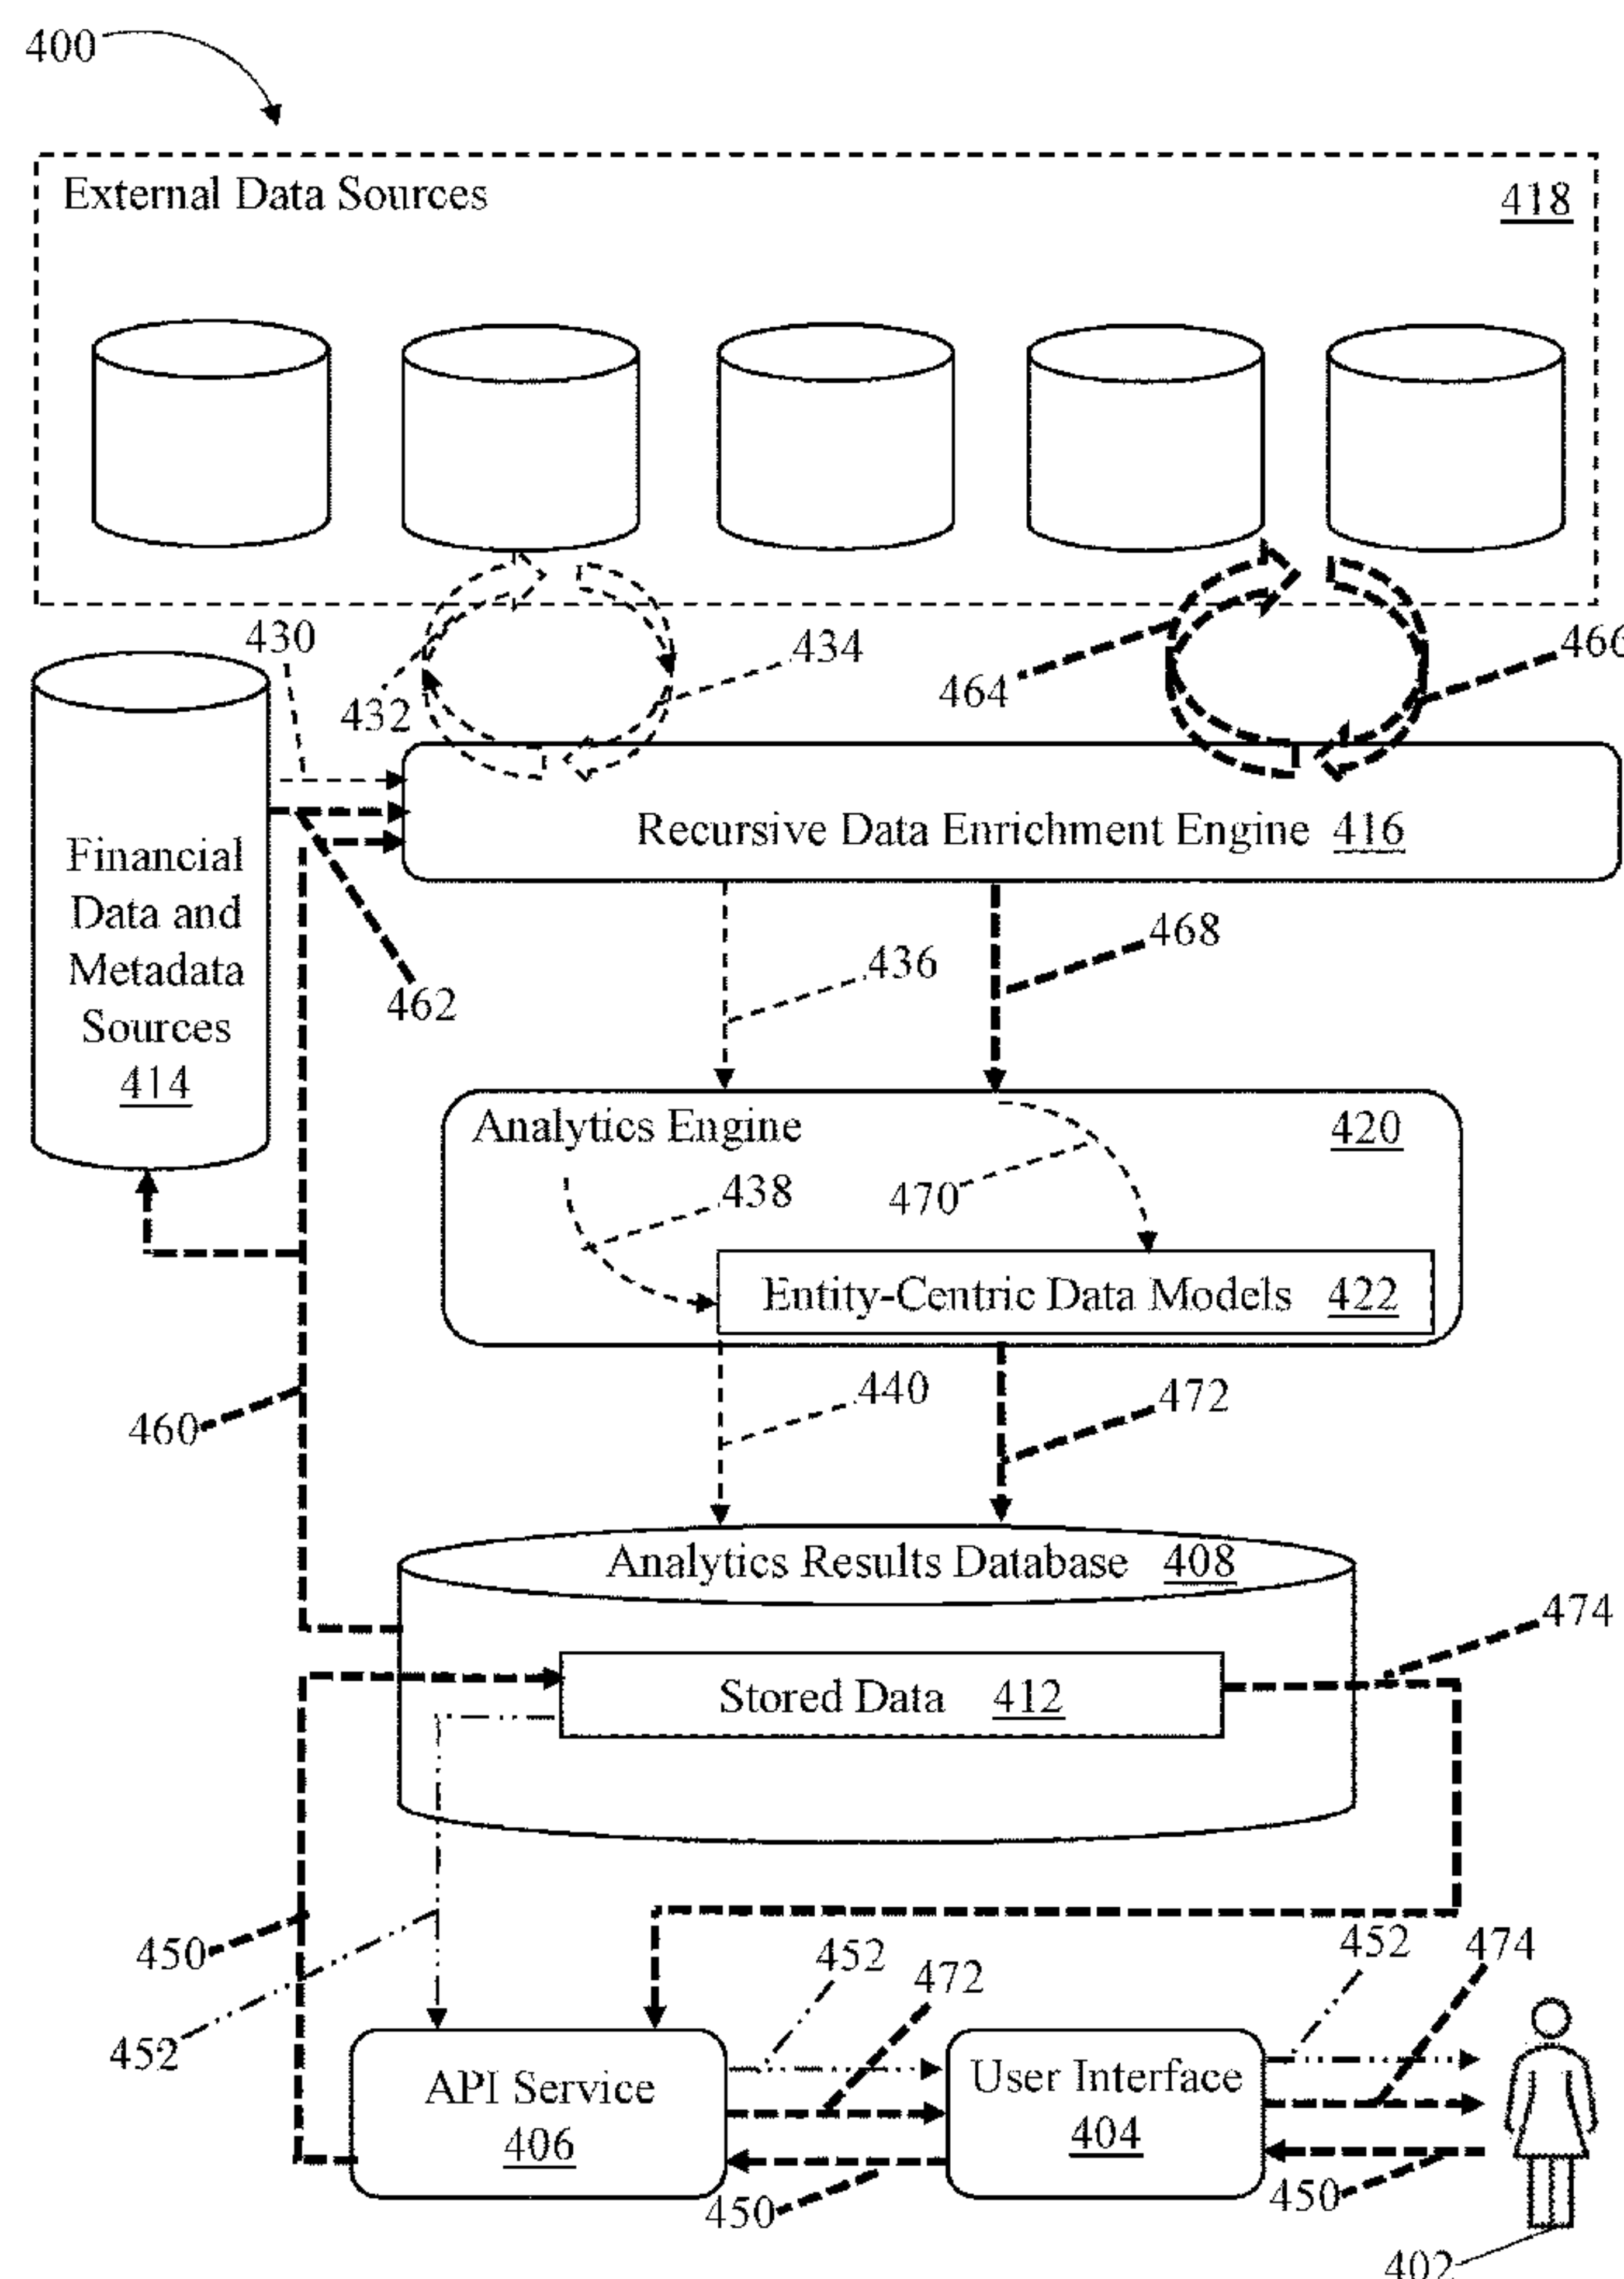 400
External Data Sources 418
430
432
434
464
466
Financial
Data and
Metadata
Sources
414
Recursive Data Enrichment Engine 416
462
436
468
Analytics Engine 420
438
470
Entity-Centric Data Models 422
440
472
460
Analytics Results Database 408
474
Stored Data 412
450
452
452
472
452
474
API Service
406
User Interface
404
450
450
402